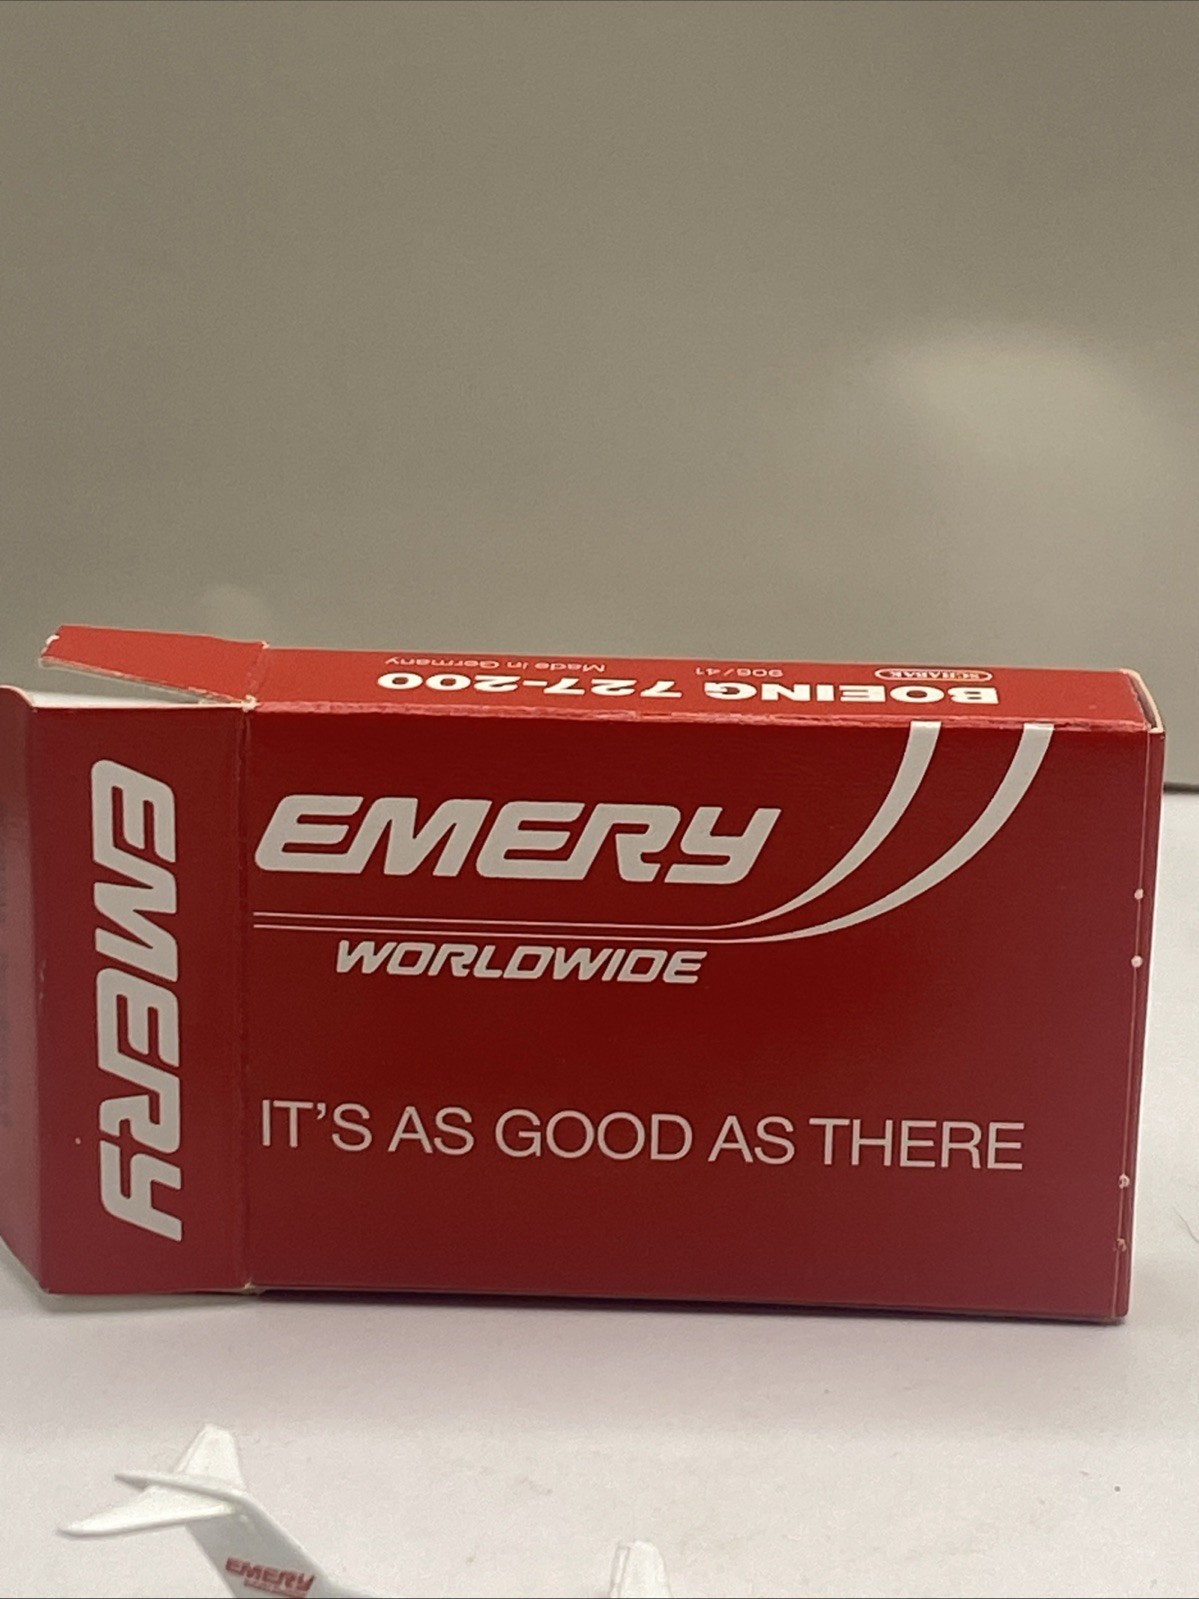 SCHABAK
906/41
Made in Germany
BOEING 727-200
EMERY
EMERY
WORLDWIDE
IT'S AS GOOD AS THERE
EMERY